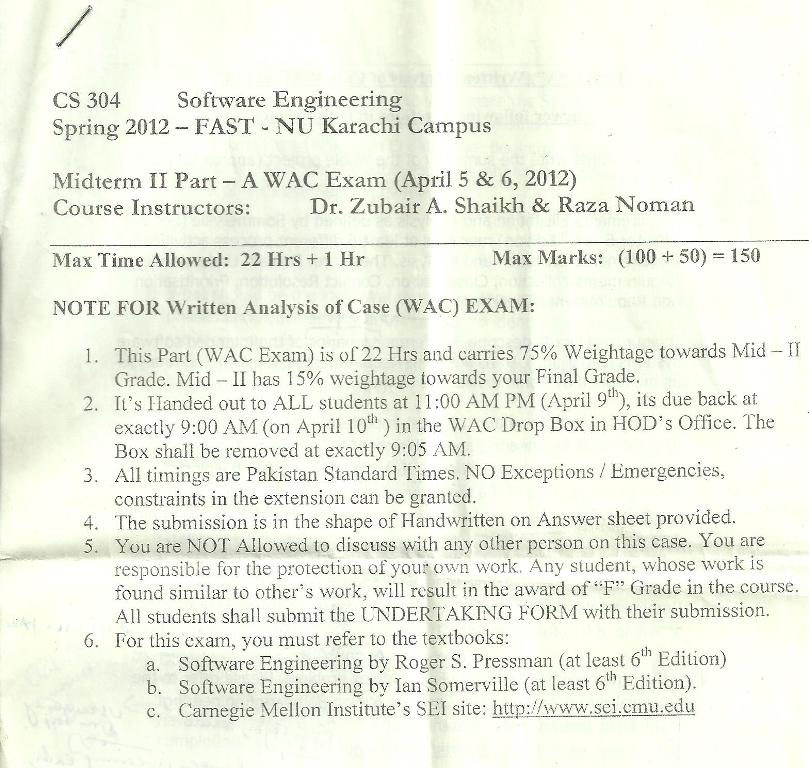 CS 304 Software Engineering
Spring 2012 – FAST - NU Karachi Campus
Midterm II Part – A WAC Exam (April 5 & 6, 2012)
Course Instructors: Dr. Zubair A. Shaikh & Raza Noman
Max Time Allowed: 22 Hrs + 1 Hr Max Marks: (100 + 50) = 150
NOTE FOR Written Analysis of Case (WAC) EXAM:
1. This Part (WAC Exam) is of 22 Hrs and carries 75% Weightage towards Mid – II
Grade. Mid – II has 15% weightage towards your Final Grade.
2. It's Handed out to ALL students at 11:00 AM PM (April 9th), its due back at
exactly 9:00 AM (on April 10th ) in the WAC Drop Box in HOD's Office. The
Box shall be removed at exactly 9:05 AM.
3. All timings are Pakistan Standard Times. NO Exceptions / Emergencies,
constraints in the extension can be granted.
4. The submission is in the shape of Handwritten on Answer sheet provided.
5. You are NOT Allowed to discuss with any other person on this case. You are
responsible for the protection of your own work. Any student, whose work is
found similar to other's work, will result in the award of “F” Grade in the course.
All students shall submit the UNDERTAKING FORM with their submission.
6. For this exam, you must refer to the textbooks:
a. Software Engineering by Roger S. Pressman (at least 6th Edition)
b. Software Engineering by Ian Somerville (at least 6th Edition).
c. Carnegie Mellon Institute's SEI site: http://www.sei.cmu.edu